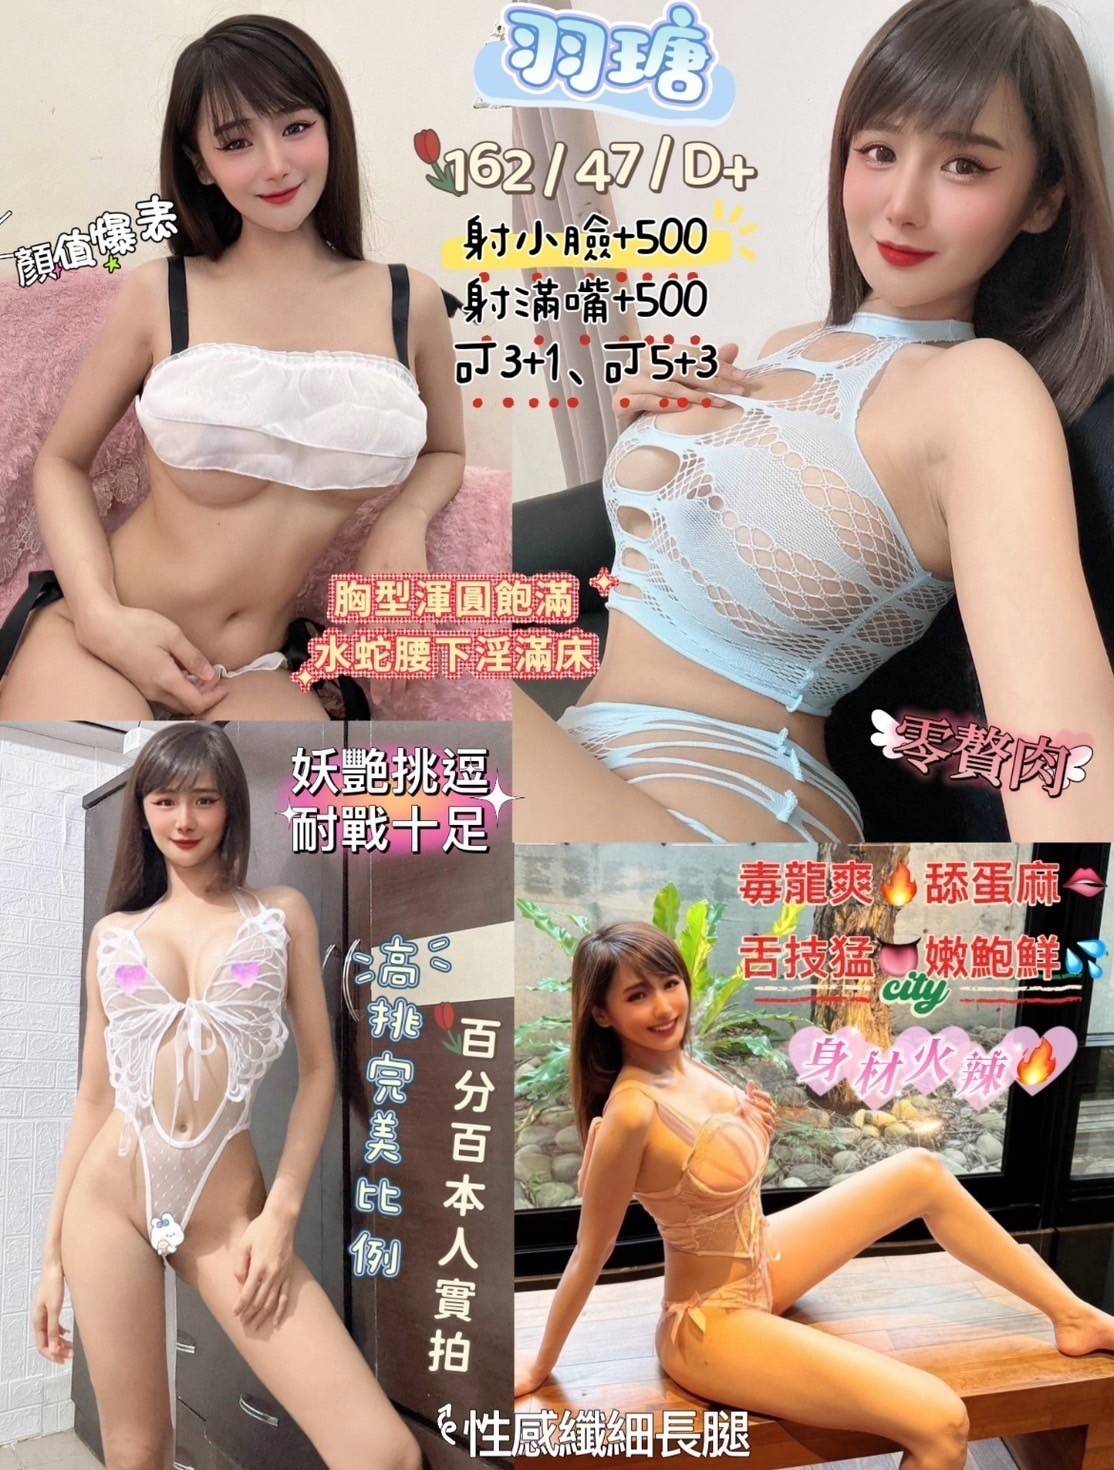 羽瑭
162/47/D+
顏值爆表
射小臉+500
射滿嘴+500
可3+1、可5+3
胸型渾圓飽滿
水蛇腰下淫滿床
零贅肉
妖艷挑逗
耐戰十足
高挑完美比例
百分百本人實拍
毒龍爽🔥舔蛋麻💋
舌技猛👅嫩鮑鮮💦
city
身材火辣🔥
性感纖細長腿